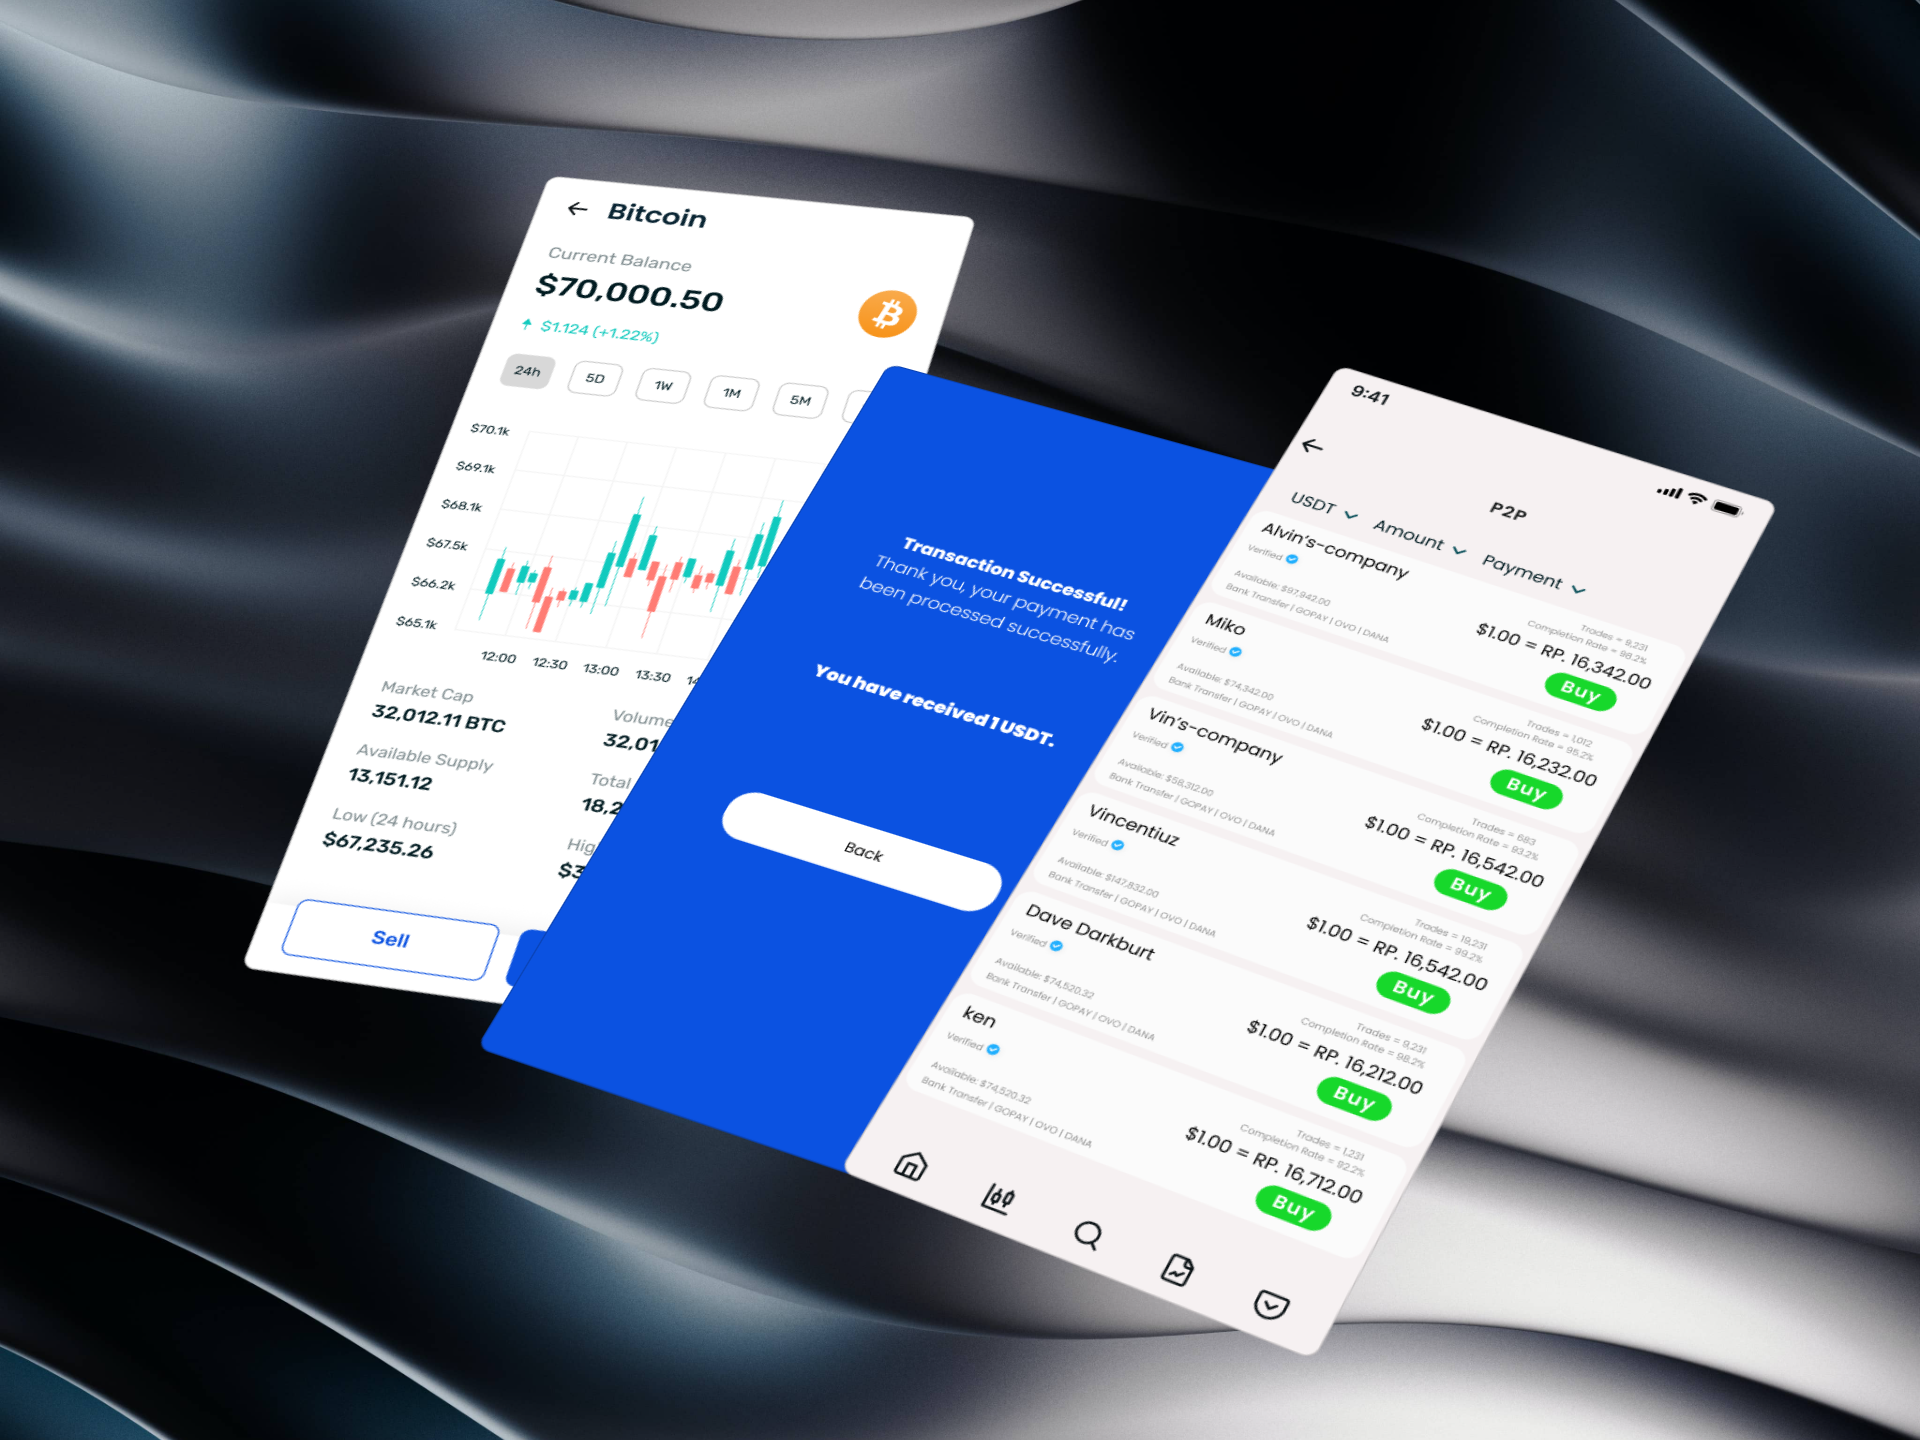 Bitcoin
Current Balance
$70,000.50
$1.124 (+1.22%)
24h 5D 1W 1M 5M
$70.1k
$69.1k
$68.1k
$67.5k
$66.2k
$65.1k
12:00 12:30 13:00 13:30
Market Cap
32,012.11 BTC
Volume
Available Supply
13,151.12
Total
Low (24 hours)
$67,235.26
Sell
Transaction Successful!
Thank you, your payment has
been processed successfully.
You have received 1 USDT.
Back
9:41
P2P
USDT Amount Payment
Alvin's-company
Verified
Available: $97,942.00
Bank Transfer | GOPAY | OVO | DANA
Trades = 9,231
Completion Rate = 98.2%
$1.00 = RP. 16,342.00
Buy
Miko
Verified
Available: $74,342.00
Bank Transfer | GOPAY | OVO | DANA
Trades = 1,012
Completion Rate = 95.2%
$1.00 = RP. 16,232.00
Buy
Vin's-company
Verified
Available: $58,312.00
Bank Transfer | GOPAY | OVO | DANA
Trades = 683
Completion Rate = 93.2%
$1.00 = RP. 16,542.00
Buy
Vincentiuz
Verified
Available: $147,832.00
Bank Transfer | GOPAY | OVO | DANA
Trades = 19,231
Completion Rate = 99.2%
$1.00 = RP. 16,542.00
Buy
Dave Darkburt
Verified
Available: $74,520.32
Bank Transfer | GOPAY | OVO | DANA
Trades = 9,231
Completion Rate = 98.2%
$1.00 = RP. 16,212.00
Buy
ken
Verified
Available: $74,520.32
Bank Transfer | GOPAY | OVO | DANA
Trades = 1,231
Completion Rate = 92.2%
$1.00 = RP. 16,712.00
Buy